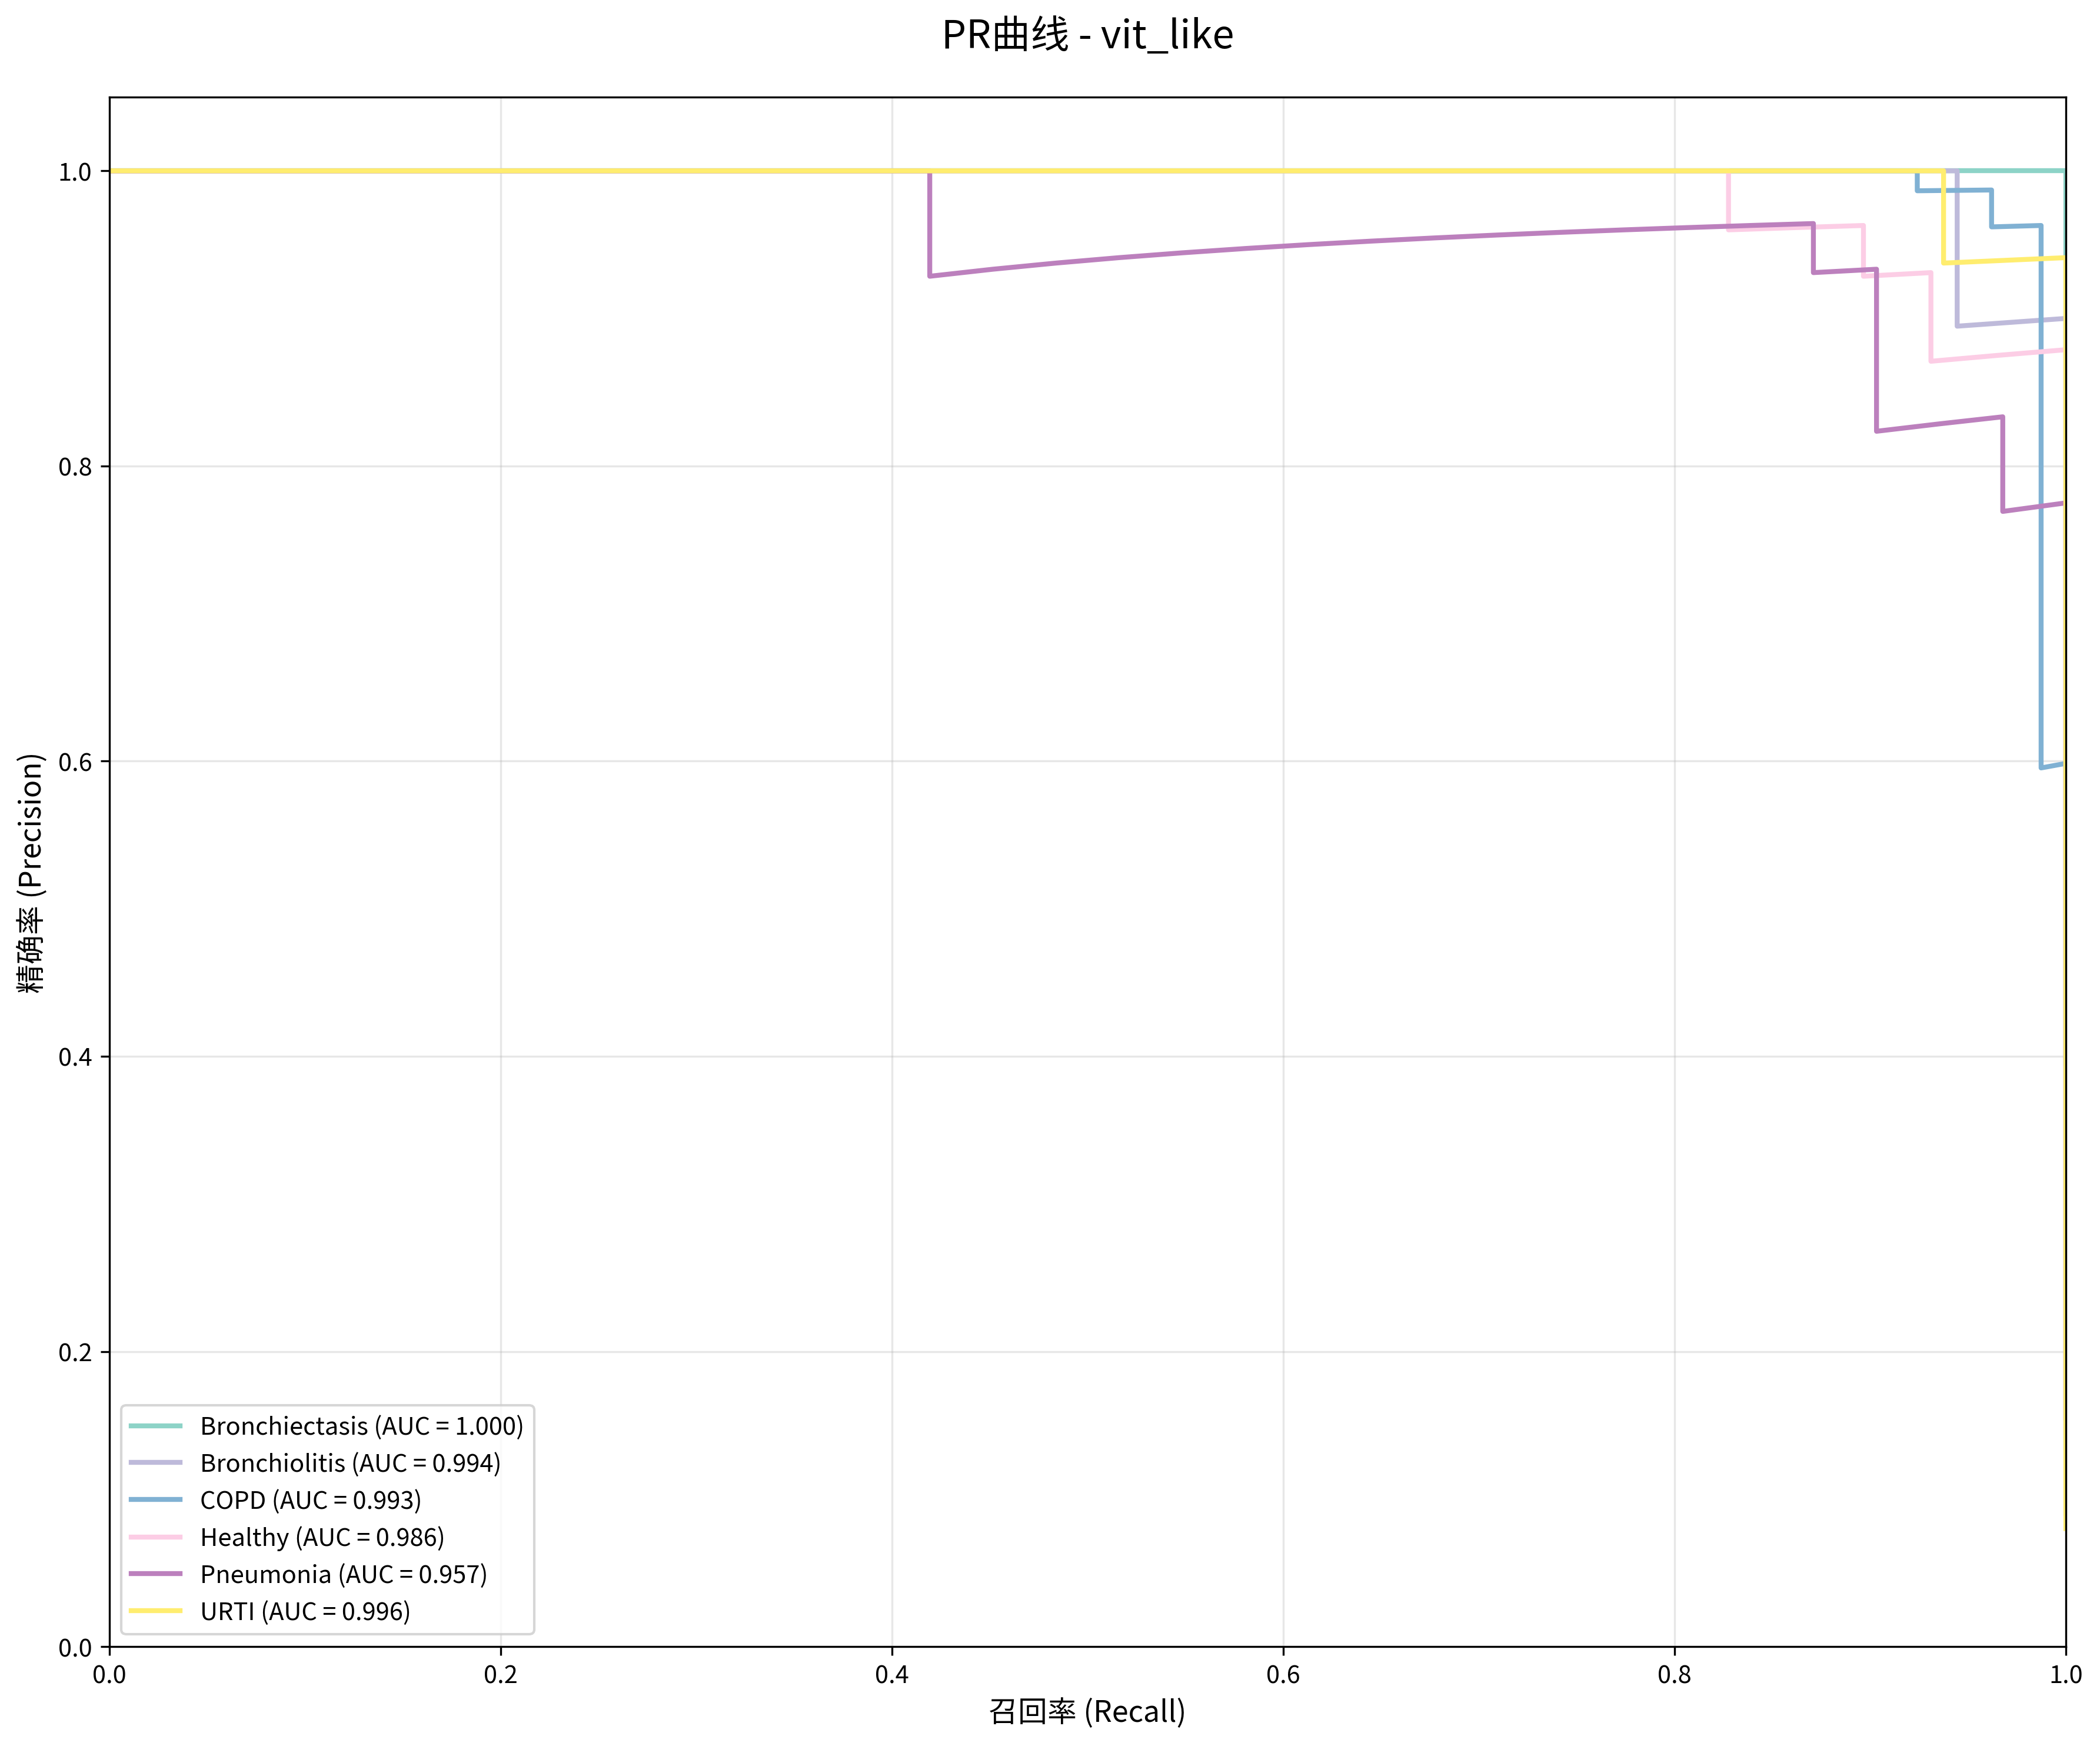 PR曲线 - vit_like
精确率 (Precision)
1.0
0.8
0.6
0.4
0.2
0.0
Bronchiectasis (AUC = 1.000)
Bronchiolitis (AUC = 0.994)
COPD (AUC = 0.993)
Healthy (AUC = 0.986)
Pneumonia (AUC = 0.957)
URTI (AUC = 0.996)
0.0 0.2 0.4 0.6 0.8 1.0
召回率 (Recall)